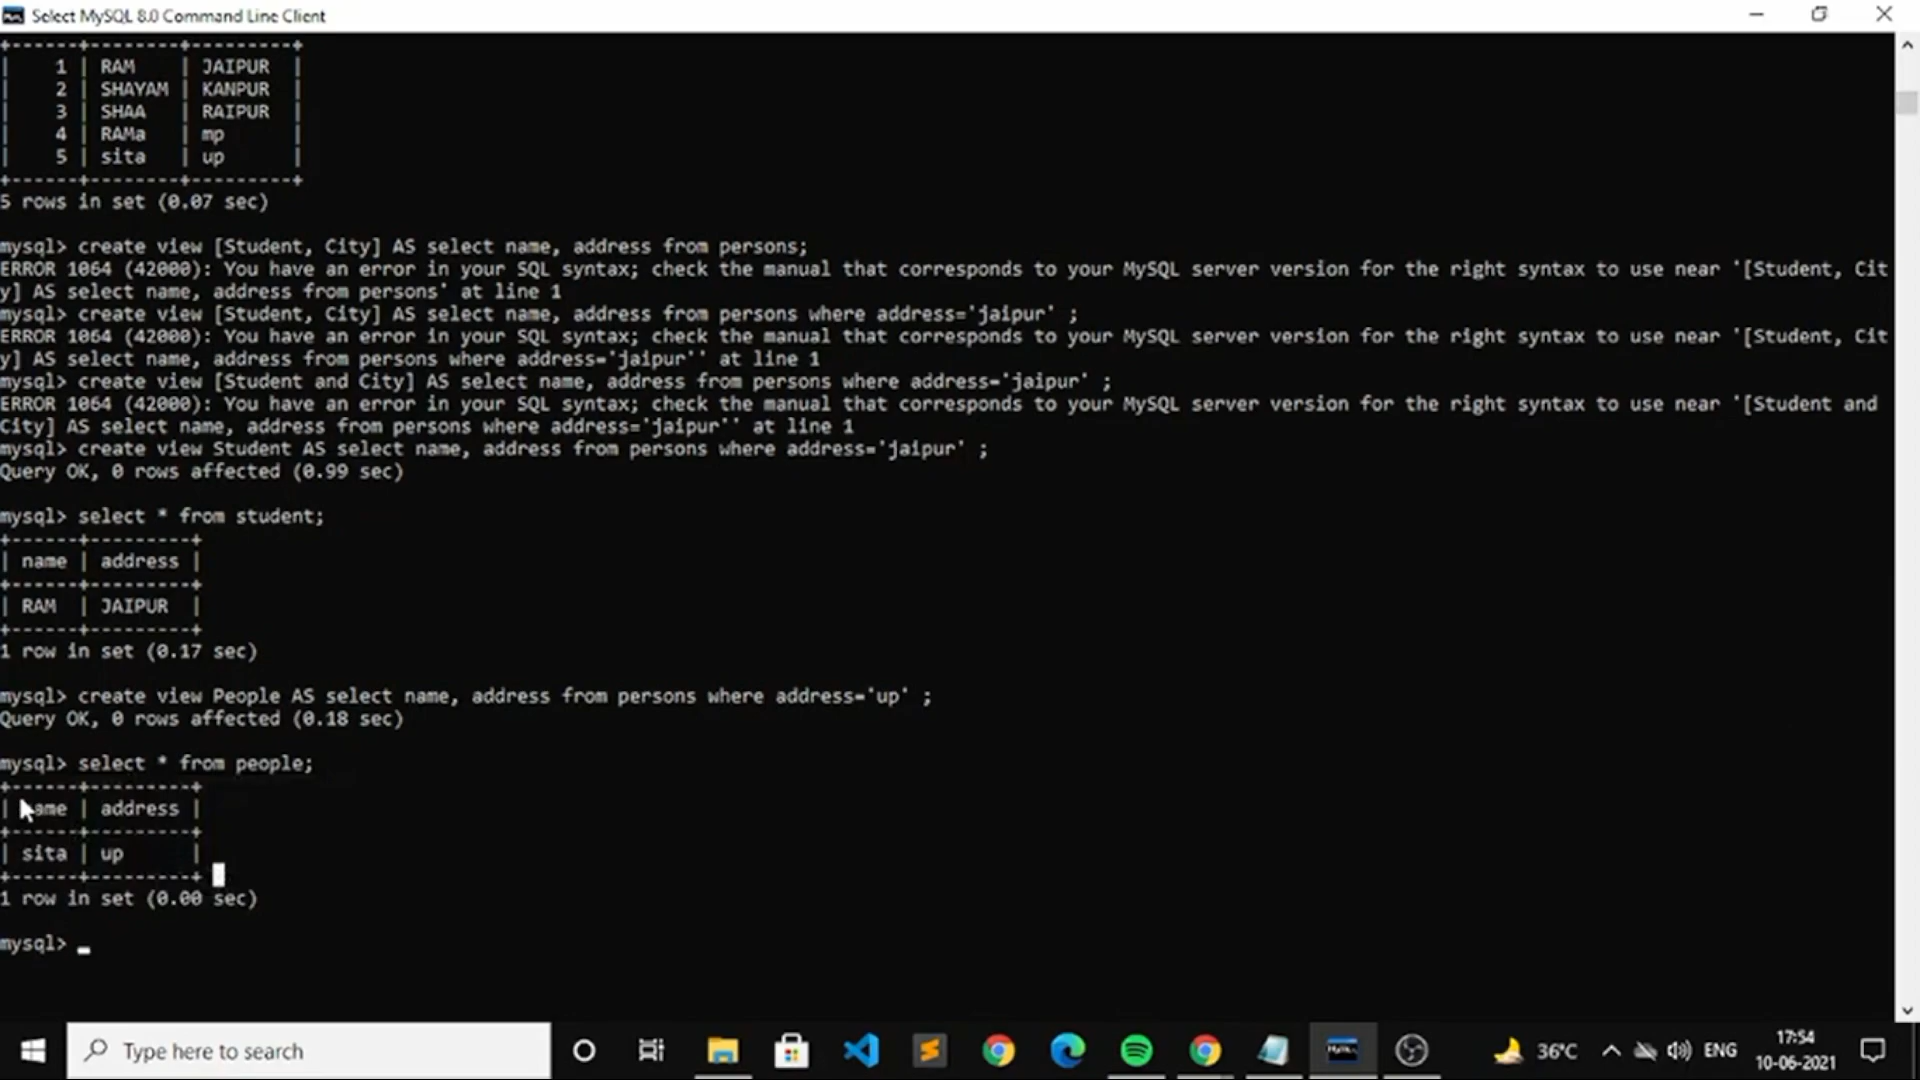 Select MySQL 8.0 Command Line Client
+------+--------+---------+
|    1 | RAM    | JAIPUR  |
|    2 | SHAYAM | KANPUR  |
|    3 | SHAA   | RAIPUR  |
|    4 | RAMa   | mp      |
|    5 | sita   | up      |
+------+--------+---------+
5 rows in set (0.07 sec)
mysql> create view [Student, City] AS select name, address from persons;
ERROR 1064 (42000): You have an error in your SQL syntax; check the manual that corresponds to your MySQL server version for the right syntax to use near '[Student, Cit
y] AS select name, address from persons' at line 1
mysql> create view [Student, City] AS select name, address from persons where address='jaipur' ;
ERROR 1064 (42000): You have an error in your SQL syntax; check the manual that corresponds to your MySQL server version for the right syntax to use near '[Student, Cit
y] AS select name, address from persons where address='jaipur'' at line 1
mysql> create view [Student and City] AS select name, address from persons where address='jaipur' ;
ERROR 1064 (42000): You have an error in your SQL syntax; check the manual that corresponds to your MySQL server version for the right syntax to use near '[Student and
City] AS select name, address from persons where address='jaipur'' at line 1
mysql> create view Student AS select name, address from persons where address='jaipur' ;
Query OK, 0 rows affected (0.99 sec)
mysql> select * from student;
+------+---------+
| name | address |
+------+---------+
| RAM  | JAIPUR  |
+------+---------+
1 row in set (0.17 sec)
mysql> create view People AS select name, address from persons where address='up' ;
Query OK, 0 rows affected (0.18 sec)
mysql> select * from people;
+------+---------+
| name | address |
+------+---------+
| sita | up      |
+------+---------+
1 row in set (0.00 sec)
mysql>
Type here to search
36°C
ENG
17:54
10-06-2021